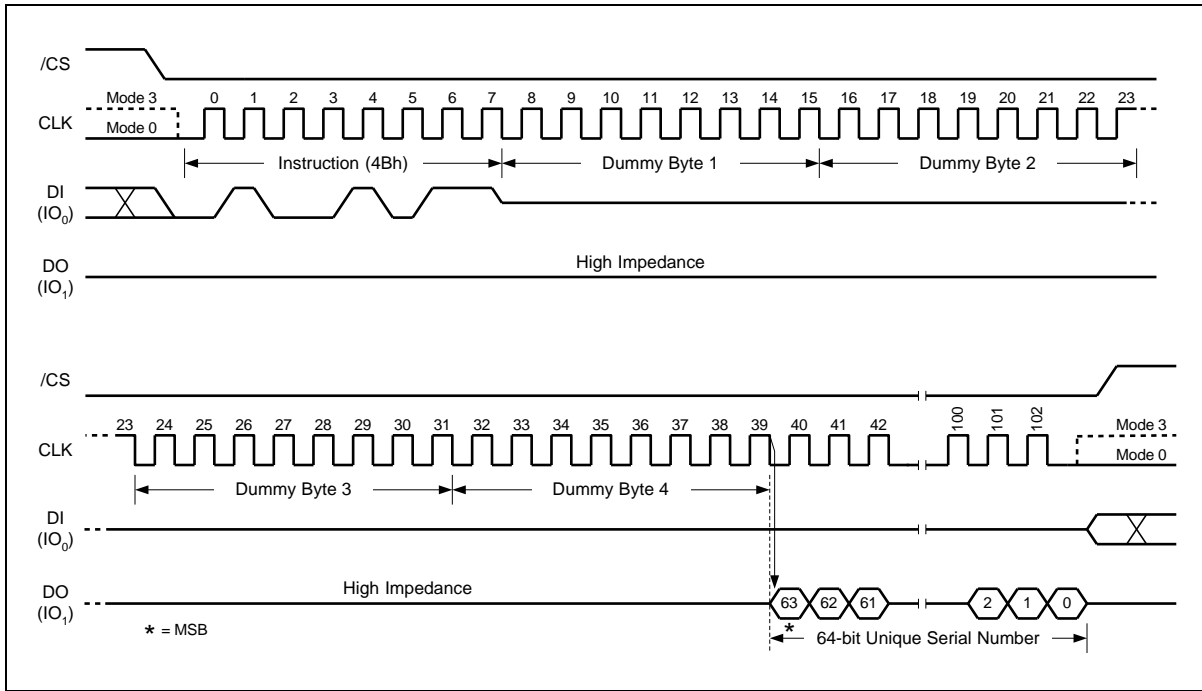 /CS
Mode 3 0 1 2 3 4 5 6 7 8 9 10 11 12 13 14 15 16 17 18 19 20 21 22 23
CLK Mode 0
Instruction (4Bh) Dummy Byte 1 Dummy Byte 2
DI
(IO0)
High Impedance
DO
(IO1)
/CS
23 24 25 26 27 28 29 30 31 32 33 34 35 36 37 38 39 40 41 42 100 101 102 Mode 3
CLK Mode 0
Dummy Byte 3 Dummy Byte 4
DI
(IO0)
High Impedance
DO
(IO1)
63 62 61 2 1 0
* = MSB * 64-bit Unique Serial Number